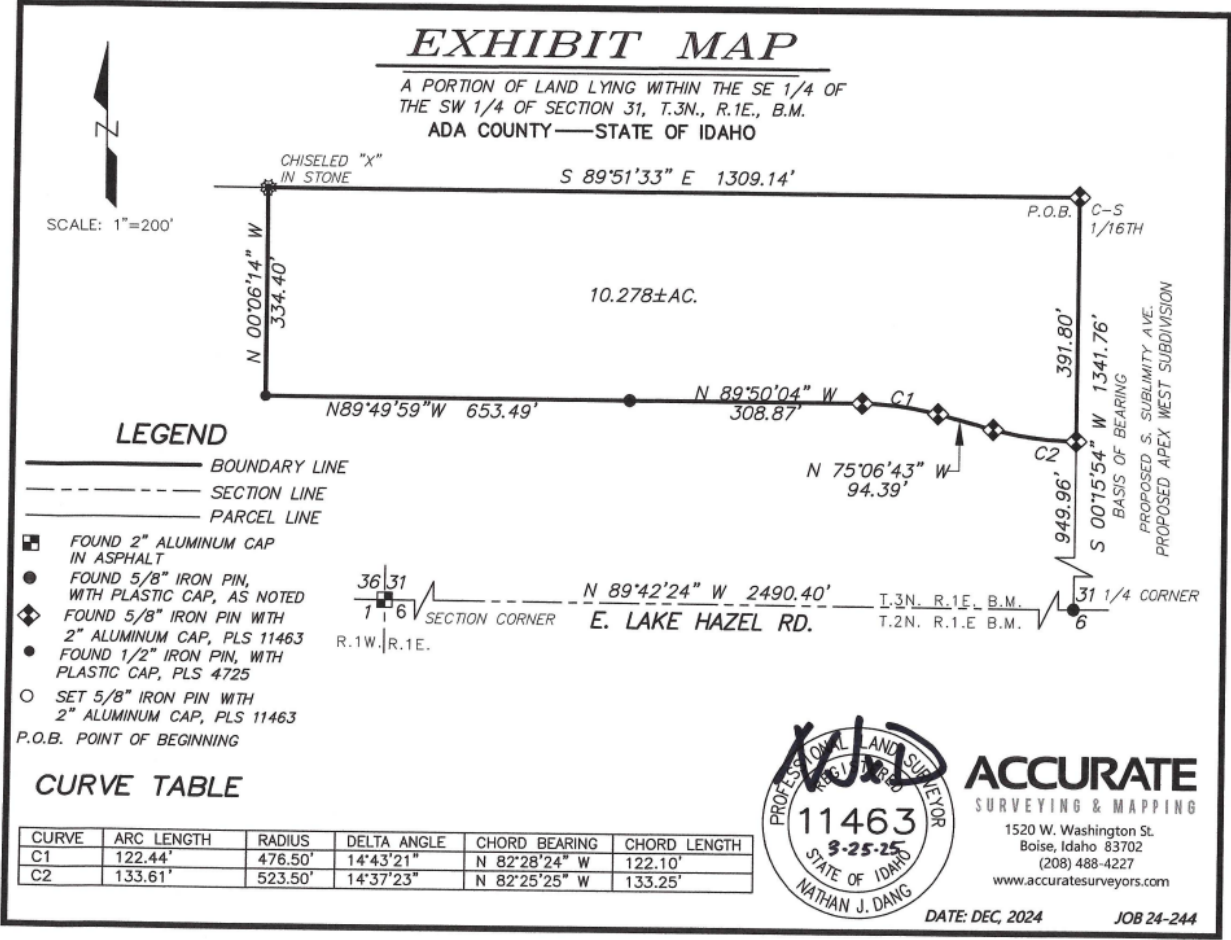 EXHIBIT MAP
A PORTION OF LAND LYING WITHIN THE SE 1/4 OF
THE SW 1/4 OF SECTION 31, T.3N., R.1E., B.M.
ADA COUNTY——STATE OF IDAHO
N
SCALE: 1"=200'
CHISELED "X"
IN STONE
S 89°51'33" E 1309.14'
P.O.B.
C-S
1/16TH
N 00°06'14" W
334.40'
10.278±AC.
391.80'
S 00°15'54" W 1341.76'
BASIS OF BEARING
PROPOSED S. SUBLIMITY AVE.
PROPOSED APEX WEST SUBDIVISION
N89°49'59"W 653.49'
N 89°50'04" W
308.87'
C1
C2
N 75°06'43" W
94.39'
949.96'
LEGEND
BOUNDARY LINE
SECTION LINE
PARCEL LINE
FOUND 2" ALUMINUM CAP
IN ASPHALT
FOUND 5/8" IRON PIN,
WITH PLASTIC CAP, AS NOTED
FOUND 5/8" IRON PIN WITH
2" ALUMINUM CAP, PLS 11463
FOUND 1/2" IRON PIN, WITH
PLASTIC CAP, PLS 4725
SET 5/8" IRON PIN WITH
2" ALUMINUM CAP, PLS 11463
P.O.B. POINT OF BEGINNING
36 31
1 6
SECTION CORNER
R.1W. R.1E.
N 89°42'24" W 2490.40'
E. LAKE HAZEL RD.
T.3N. R.1E. B.M.
T.2N. R.1.E B.M.
31 1/4 CORNER
6
CURVE TABLE
CURVE ARC LENGTH RADIUS DELTA ANGLE CHORD BEARING CHORD LENGTH
C1 122.44' 476.50' 14°43'21" N 82°28'24" W 122.10'
C2 133.61' 523.50' 14°37'23" N 82°25'25" W 133.25'
PROFESSIONAL LAND SURVEYOR
REGISTERED
11463
3-25-25
STATE OF IDAHO
NATHAN J. DANG
ACCURATE
SURVEYING & MAPPING
1520 W. Washington St.
Boise, Idaho 83702
(208) 488-4227
www.accuratesurveyors.com
DATE: DEC, 2024
JOB 24-244